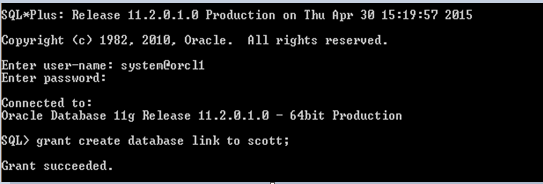 SQL*Plus: Release 11.2.0.1.0 Production on Thu Apr 30 15:19:57 2015
Copyright (c) 1982, 2010, Oracle.  All rights reserved.
Enter user-name: system@orcl1
Enter password:
Connected to:
Oracle Database 11g Release 11.2.0.1.0 - 64bit Production
SQL> grant create database link to scott;
Grant succeeded.